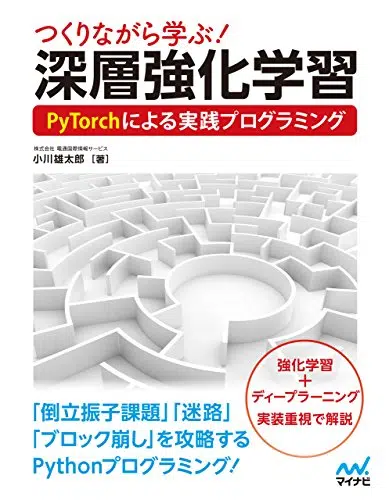 つくりながら学ぶ!
深層強化学習
PyTorchによる実践プログラミング
株式会社 電通国際情報サービス
小川雄太郎 [著]
強化学習
+
ディープラーニング
実装重視で解説
「倒立振子課題」「迷路」
「ブロック崩し」を攻略する
Pythonプログラミング!
マイナビ